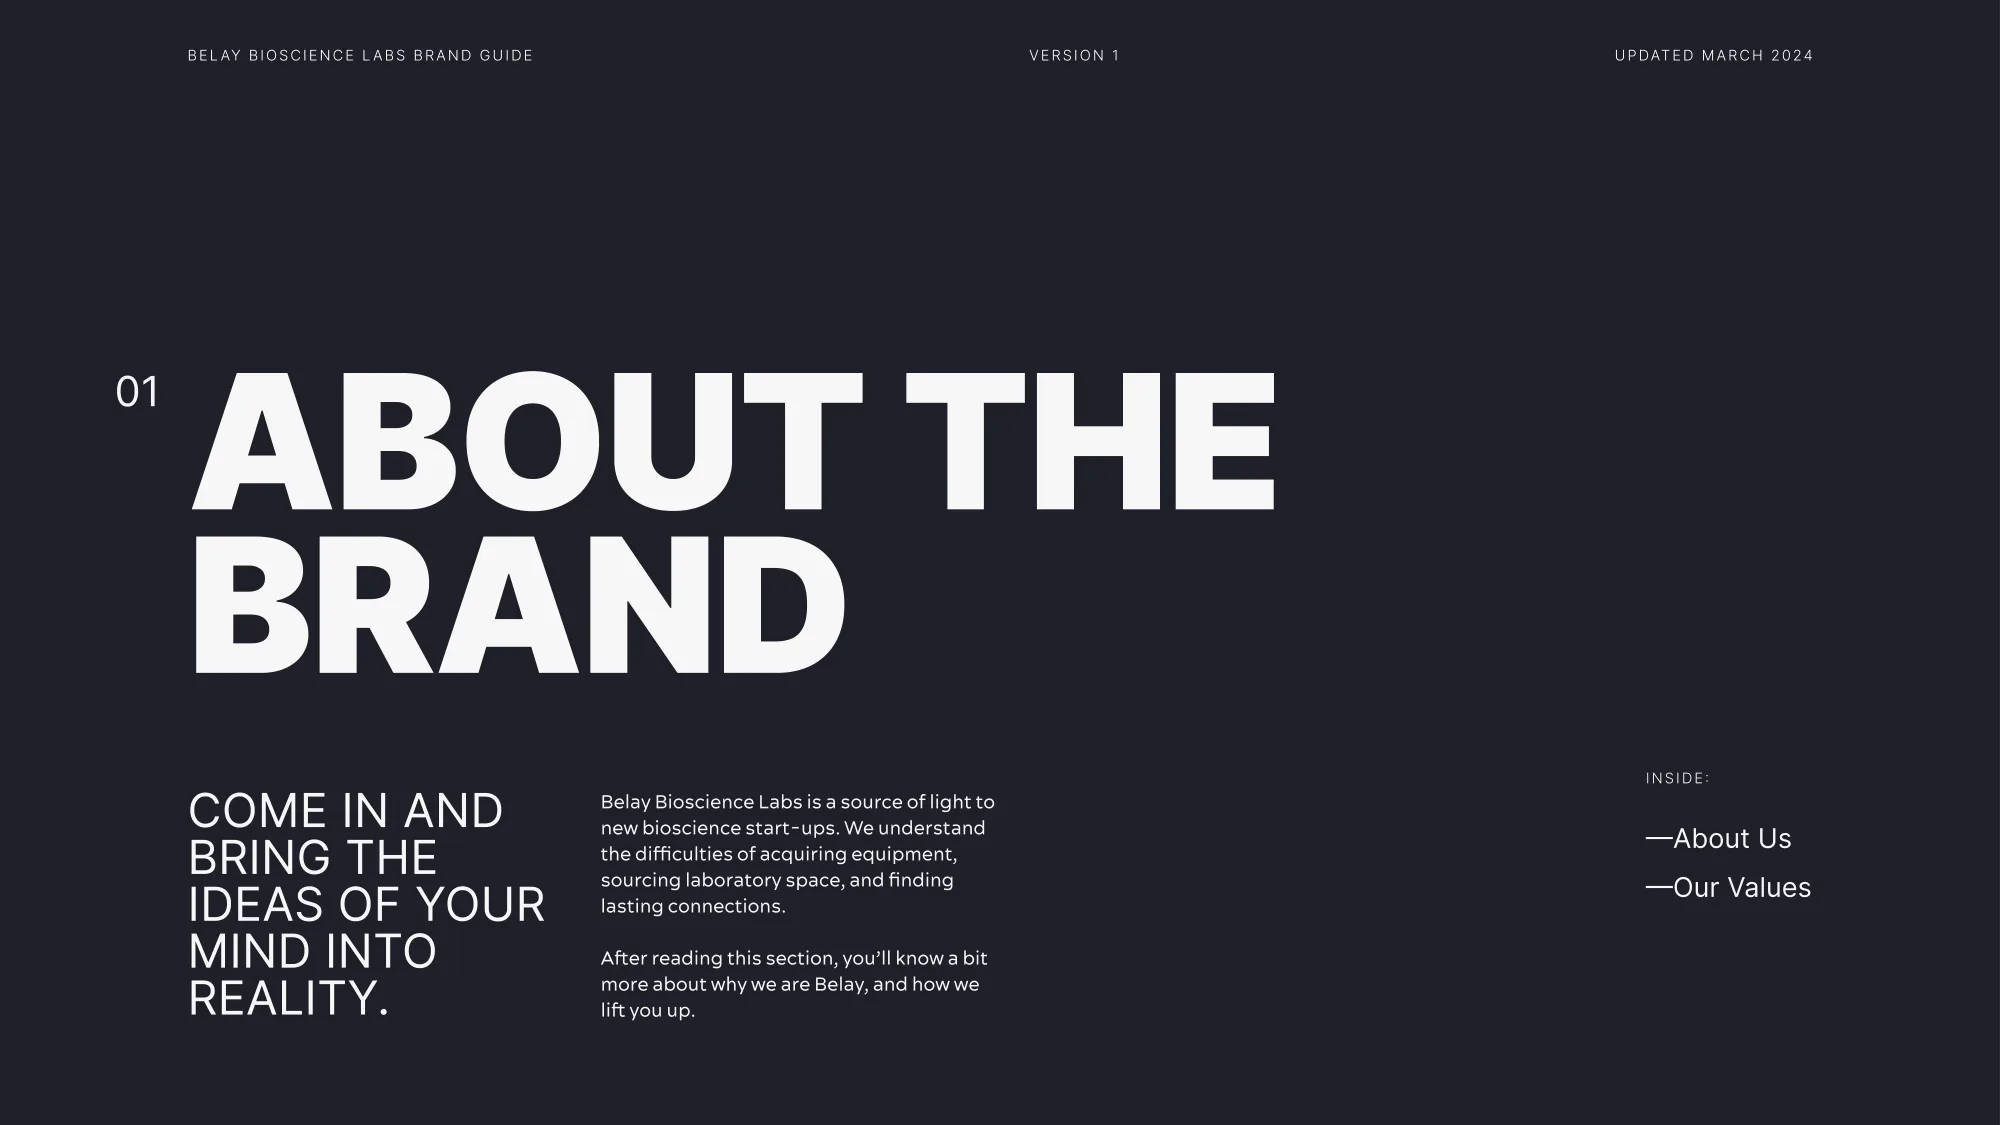 BELAY BIOSCIENCE LABS BRAND GUIDE
VERSION 1
UPDATED MARCH 2024
01
ABOUT THE
BRAND
COME IN AND
BRING THE
IDEAS OF YOUR
MIND INTO
REALITY.
Belay Bioscience Labs is a source of light to
new bioscience start-ups. We understand
the difficulties of acquiring equipment,
sourcing laboratory space, and finding
lasting connections.
After reading this section, you’ll know a bit
more about why we are Belay, and how we
lift you up.
INSIDE:
—About Us
—Our Values